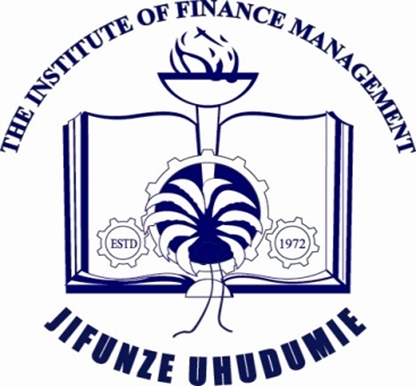 THE INSTITUTE OF FINANCE MANAGEMENT
ESTD
1972
JIFUNZE UHUDUMIE